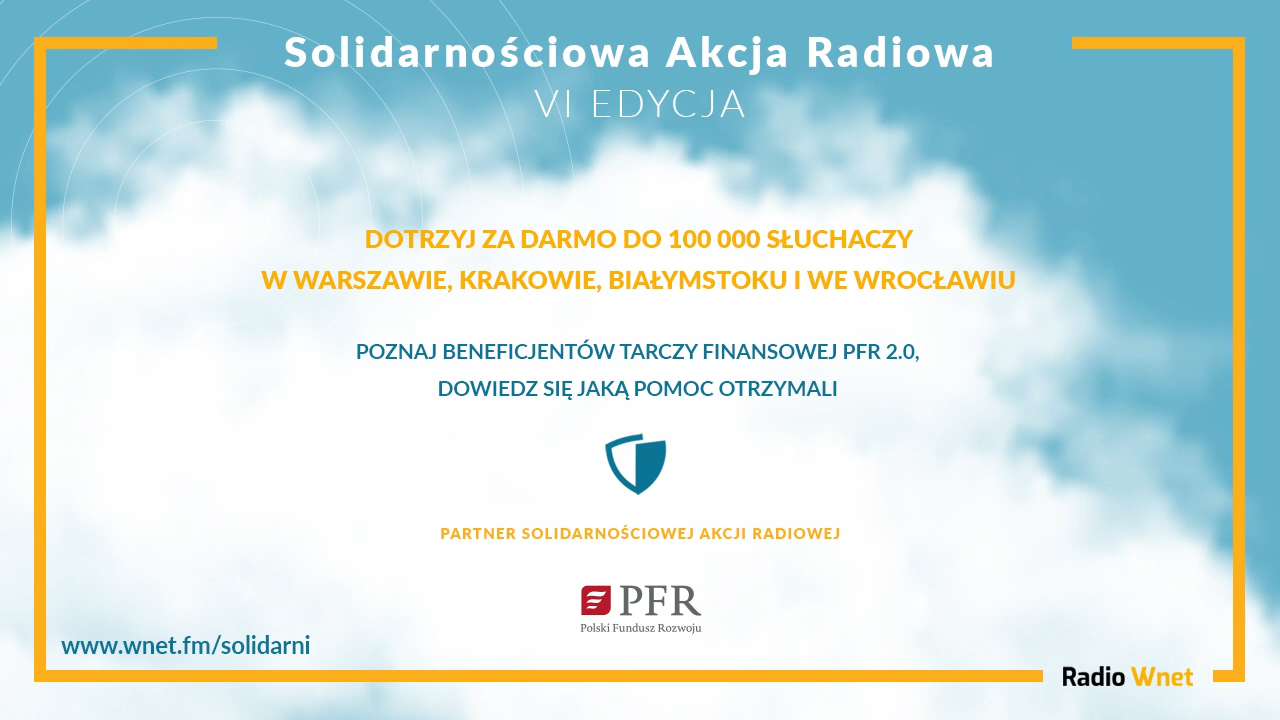 Solidarnościowa Akcja Radiowa
VI EDYCJA
DOTRZYJ ZA DARMO DO 100 000 SŁUCHACZY
W WARSZAWIE, KRAKOWIE, BIAŁYMSTOKU I WE WROCŁAWIU
POZNAJ BENEFICJENTÓW TARCZY FINANSOWEJ PFR 2.0,
DOWIEDZ SIĘ JAKĄ POMOC OTRZYMALI
PARTNER SOLIDARNOŚCIOWEJ AKCJI RADIOWEJ
PFR
Polski Fundusz Rozwoju
www.wnet.fm/solidarni
Radio Wnet